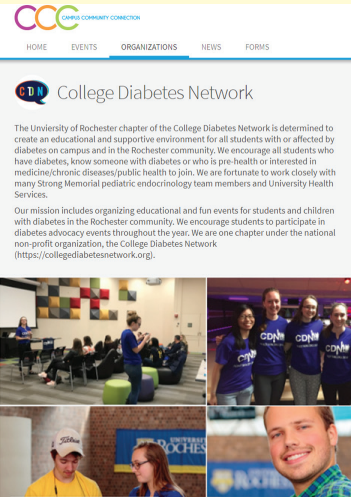 CCC CAMPUS COMMUNITY CONNECTION
HOME EVENTS ORGANIZATIONS NEWS FORMS
CDN College Diabetes Network
The Unviersity of Rochester chapter of the College Diabetes Network is determined to
create an educational and supportive environment for all students with or affected by
diabetes on campus and in the Rochester community. We encourage all students who
have diabetes, know someone with diabetes or who is pre-health or interested in
medicine/chronic diseases/public health to join. We are fortunate to work closely with
many Strong Memorial pediatric endocrinology team members and University Health
Services.
Our mission includes organizing educational and fun events for students and children
with diabetes in the Rochester community. We encourage students to participate in
diabetes advocacy events throughout the year. We are one chapter under the national
non-profit organization, the College Diabetes Network
(https://collegediabetesnetwork.org).
CDN
CDN
CDN
CDN
UNIVERSITY
ROCHES